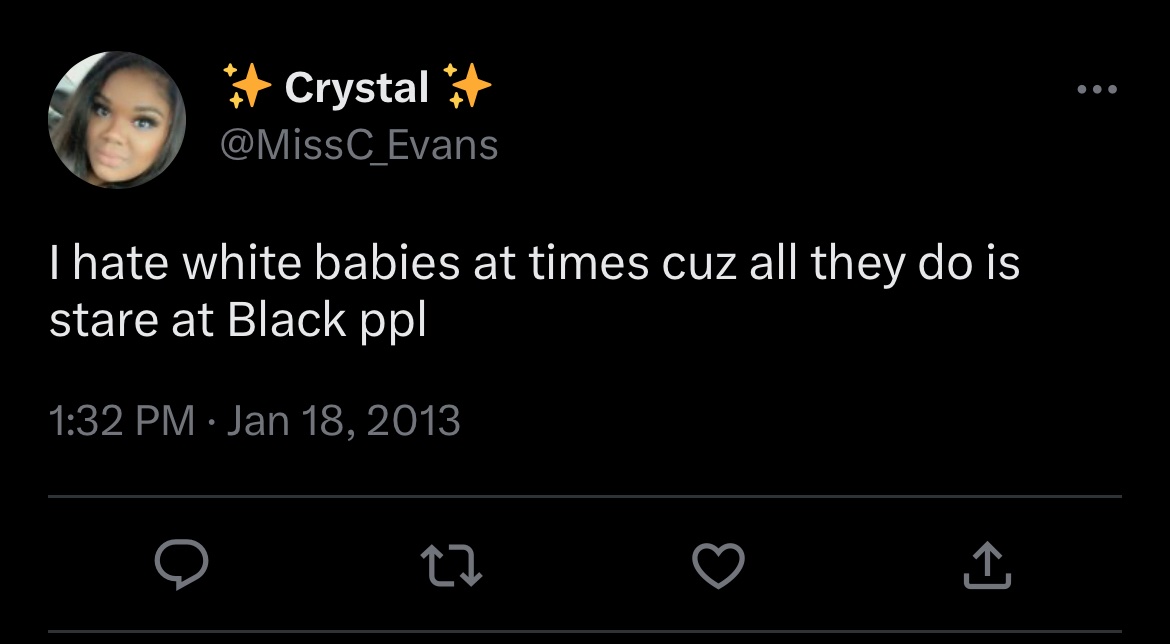 ✨ Crystal ✨
@MissC_Evans
I hate white babies at times cuz all they do is
stare at Black ppl
1:32 PM · Jan 18, 2013